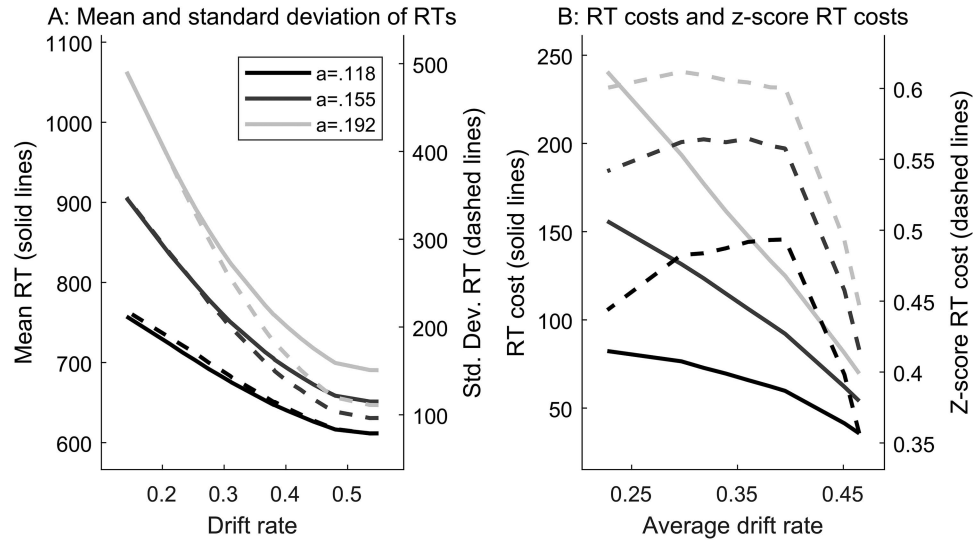 A: Mean and standard deviation of RTs
1100
1000
900
800
700
600
Mean RT (solid lines)
a=.118
a=.155
a=.192
500
400
300
200
100
Std. Dev. RT (dashed lines)
0.2 0.3 0.4 0.5
Drift rate
B: RT costs and z-score RT costs
250
200
150
100
50
RT cost (solid lines)
0.6
0.55
0.5
0.45
0.4
0.35
Z-score RT cost (dashed lines)
0.25 0.35 0.45
Average drift rate